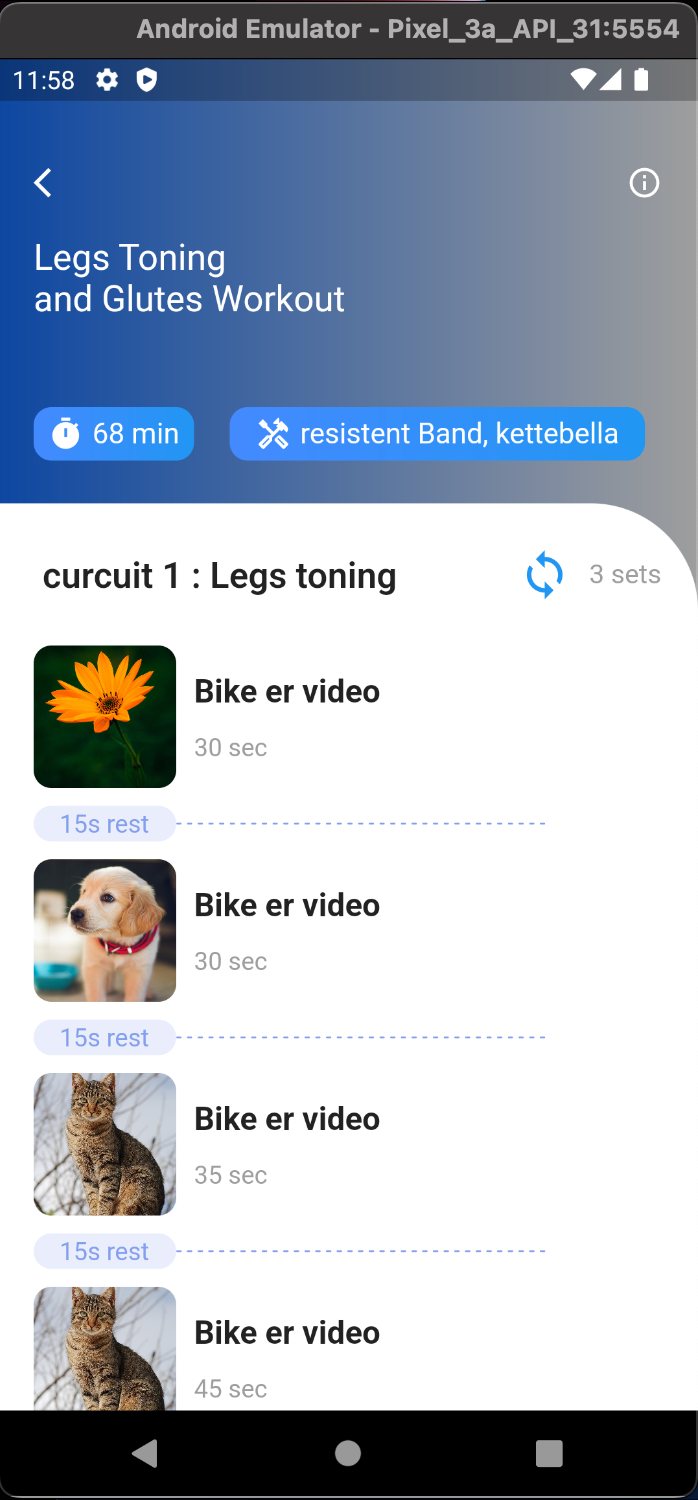 Android Emulator - Pixel_3a_API_31:5554
11:58
Legs Toning
and Glutes Workout
68 min
resistent Band, kettebella
curcuit 1 : Legs toning
3 sets
Bike er video
30 sec
15s rest
Bike er video
30 sec
15s rest
Bike er video
35 sec
15s rest
Bike er video
45 sec